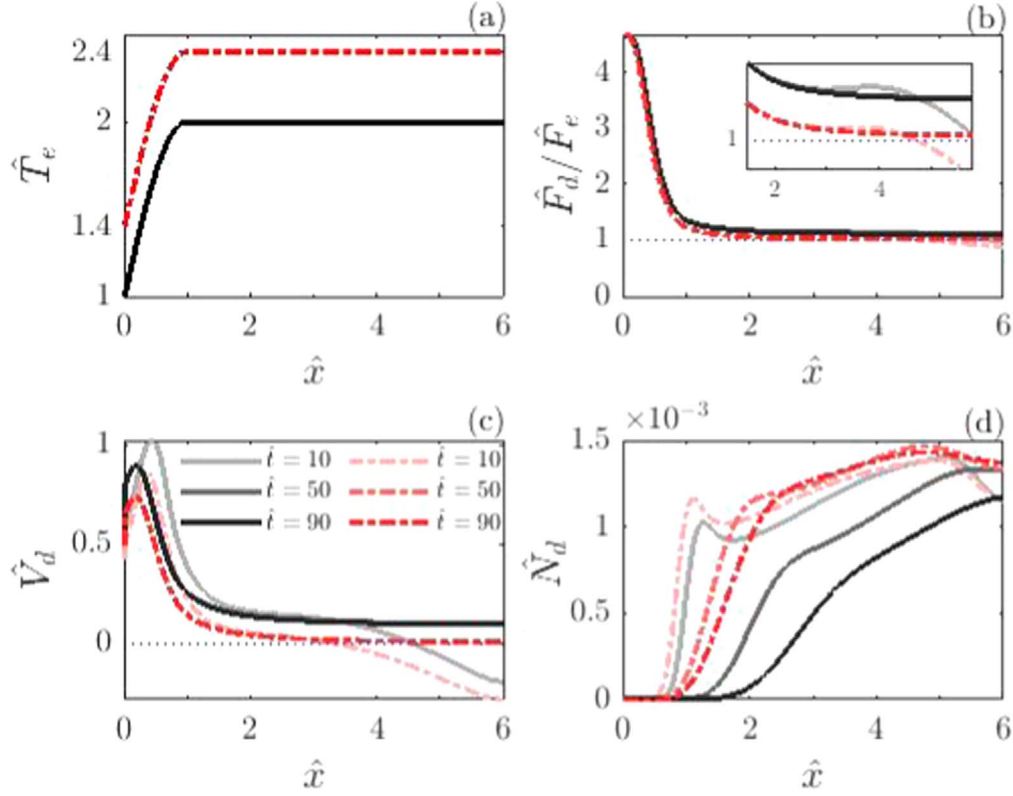 (a)
2.4
2
1.4
1
T̂e
0 2 4 6
x̂
(b)
4
3
2
1
0
F̂d/F̂e
1
2 4
0 2 4 6
x̂
(c)
1
0.5
0
V̂d
t̂ = 10 t̂ = 10
t̂ = 50 t̂ = 50
t̂ = 90 t̂ = 90
0 2 4 6
x̂
×10−3
(d)
1.5
1
0.5
0
N̂d
0 2 4 6
x̂